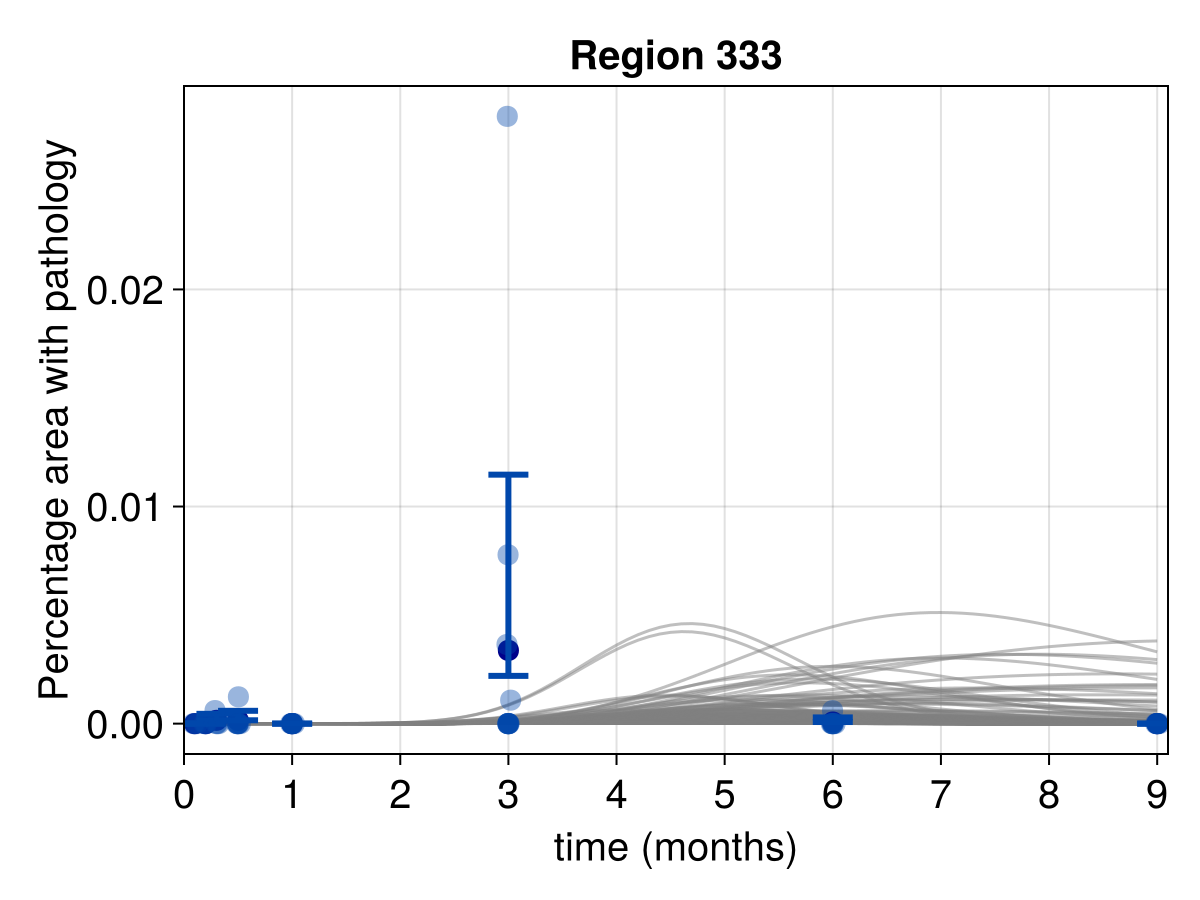 Region 333
Percentage area with pathology
0.02
0.01
0.00
0 1 2 3 4 5 6 7 8 9
time (months)